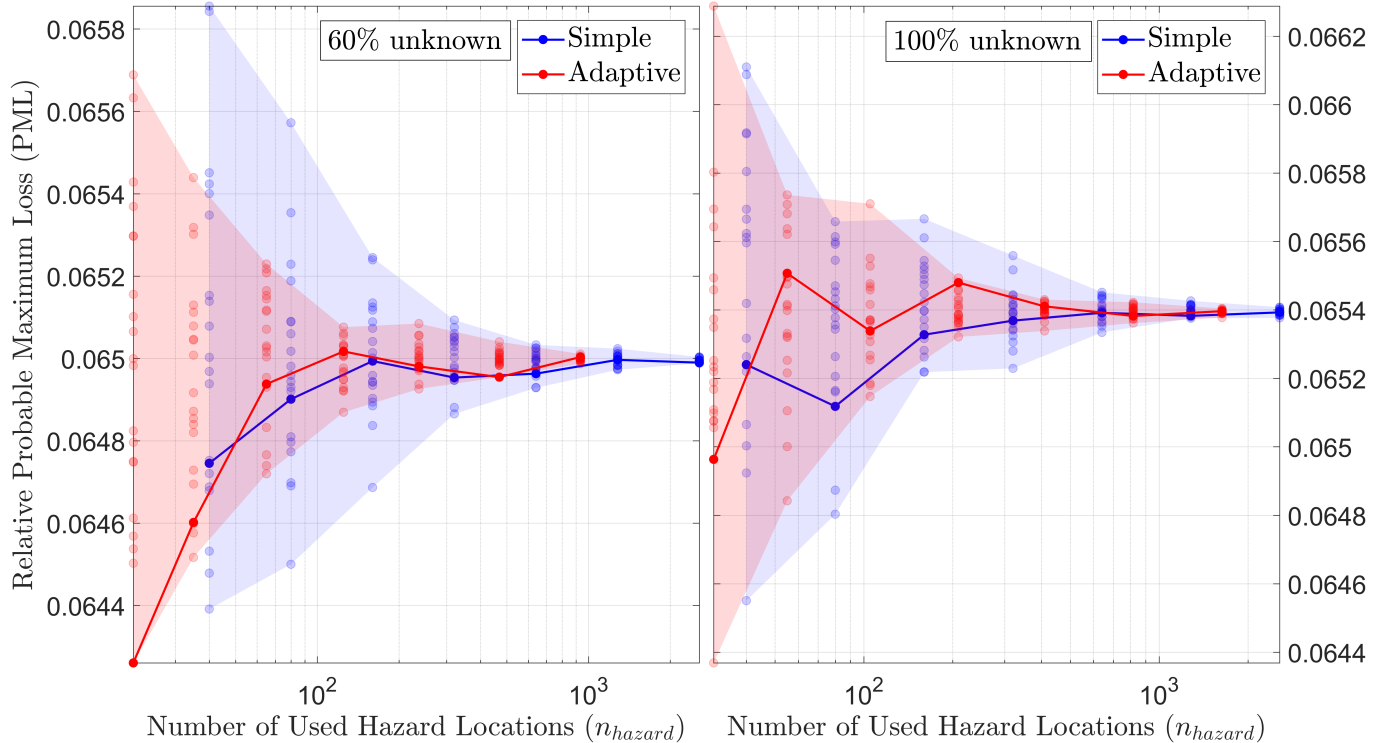 Relative Probable Maximum Loss (PML)
0.0658
0.0656
0.0654
0.0652
0.065
0.0648
0.0646
0.0644
60% unknown
Simple
Adaptive
10²
10³
Number of Used Hazard Locations (n_hazard)
100% unknown
Simple
Adaptive
0.0662
0.066
0.0658
0.0656
0.0654
0.0652
0.065
0.0648
0.0646
0.0644
10²
10³
Number of Used Hazard Locations (n_hazard)